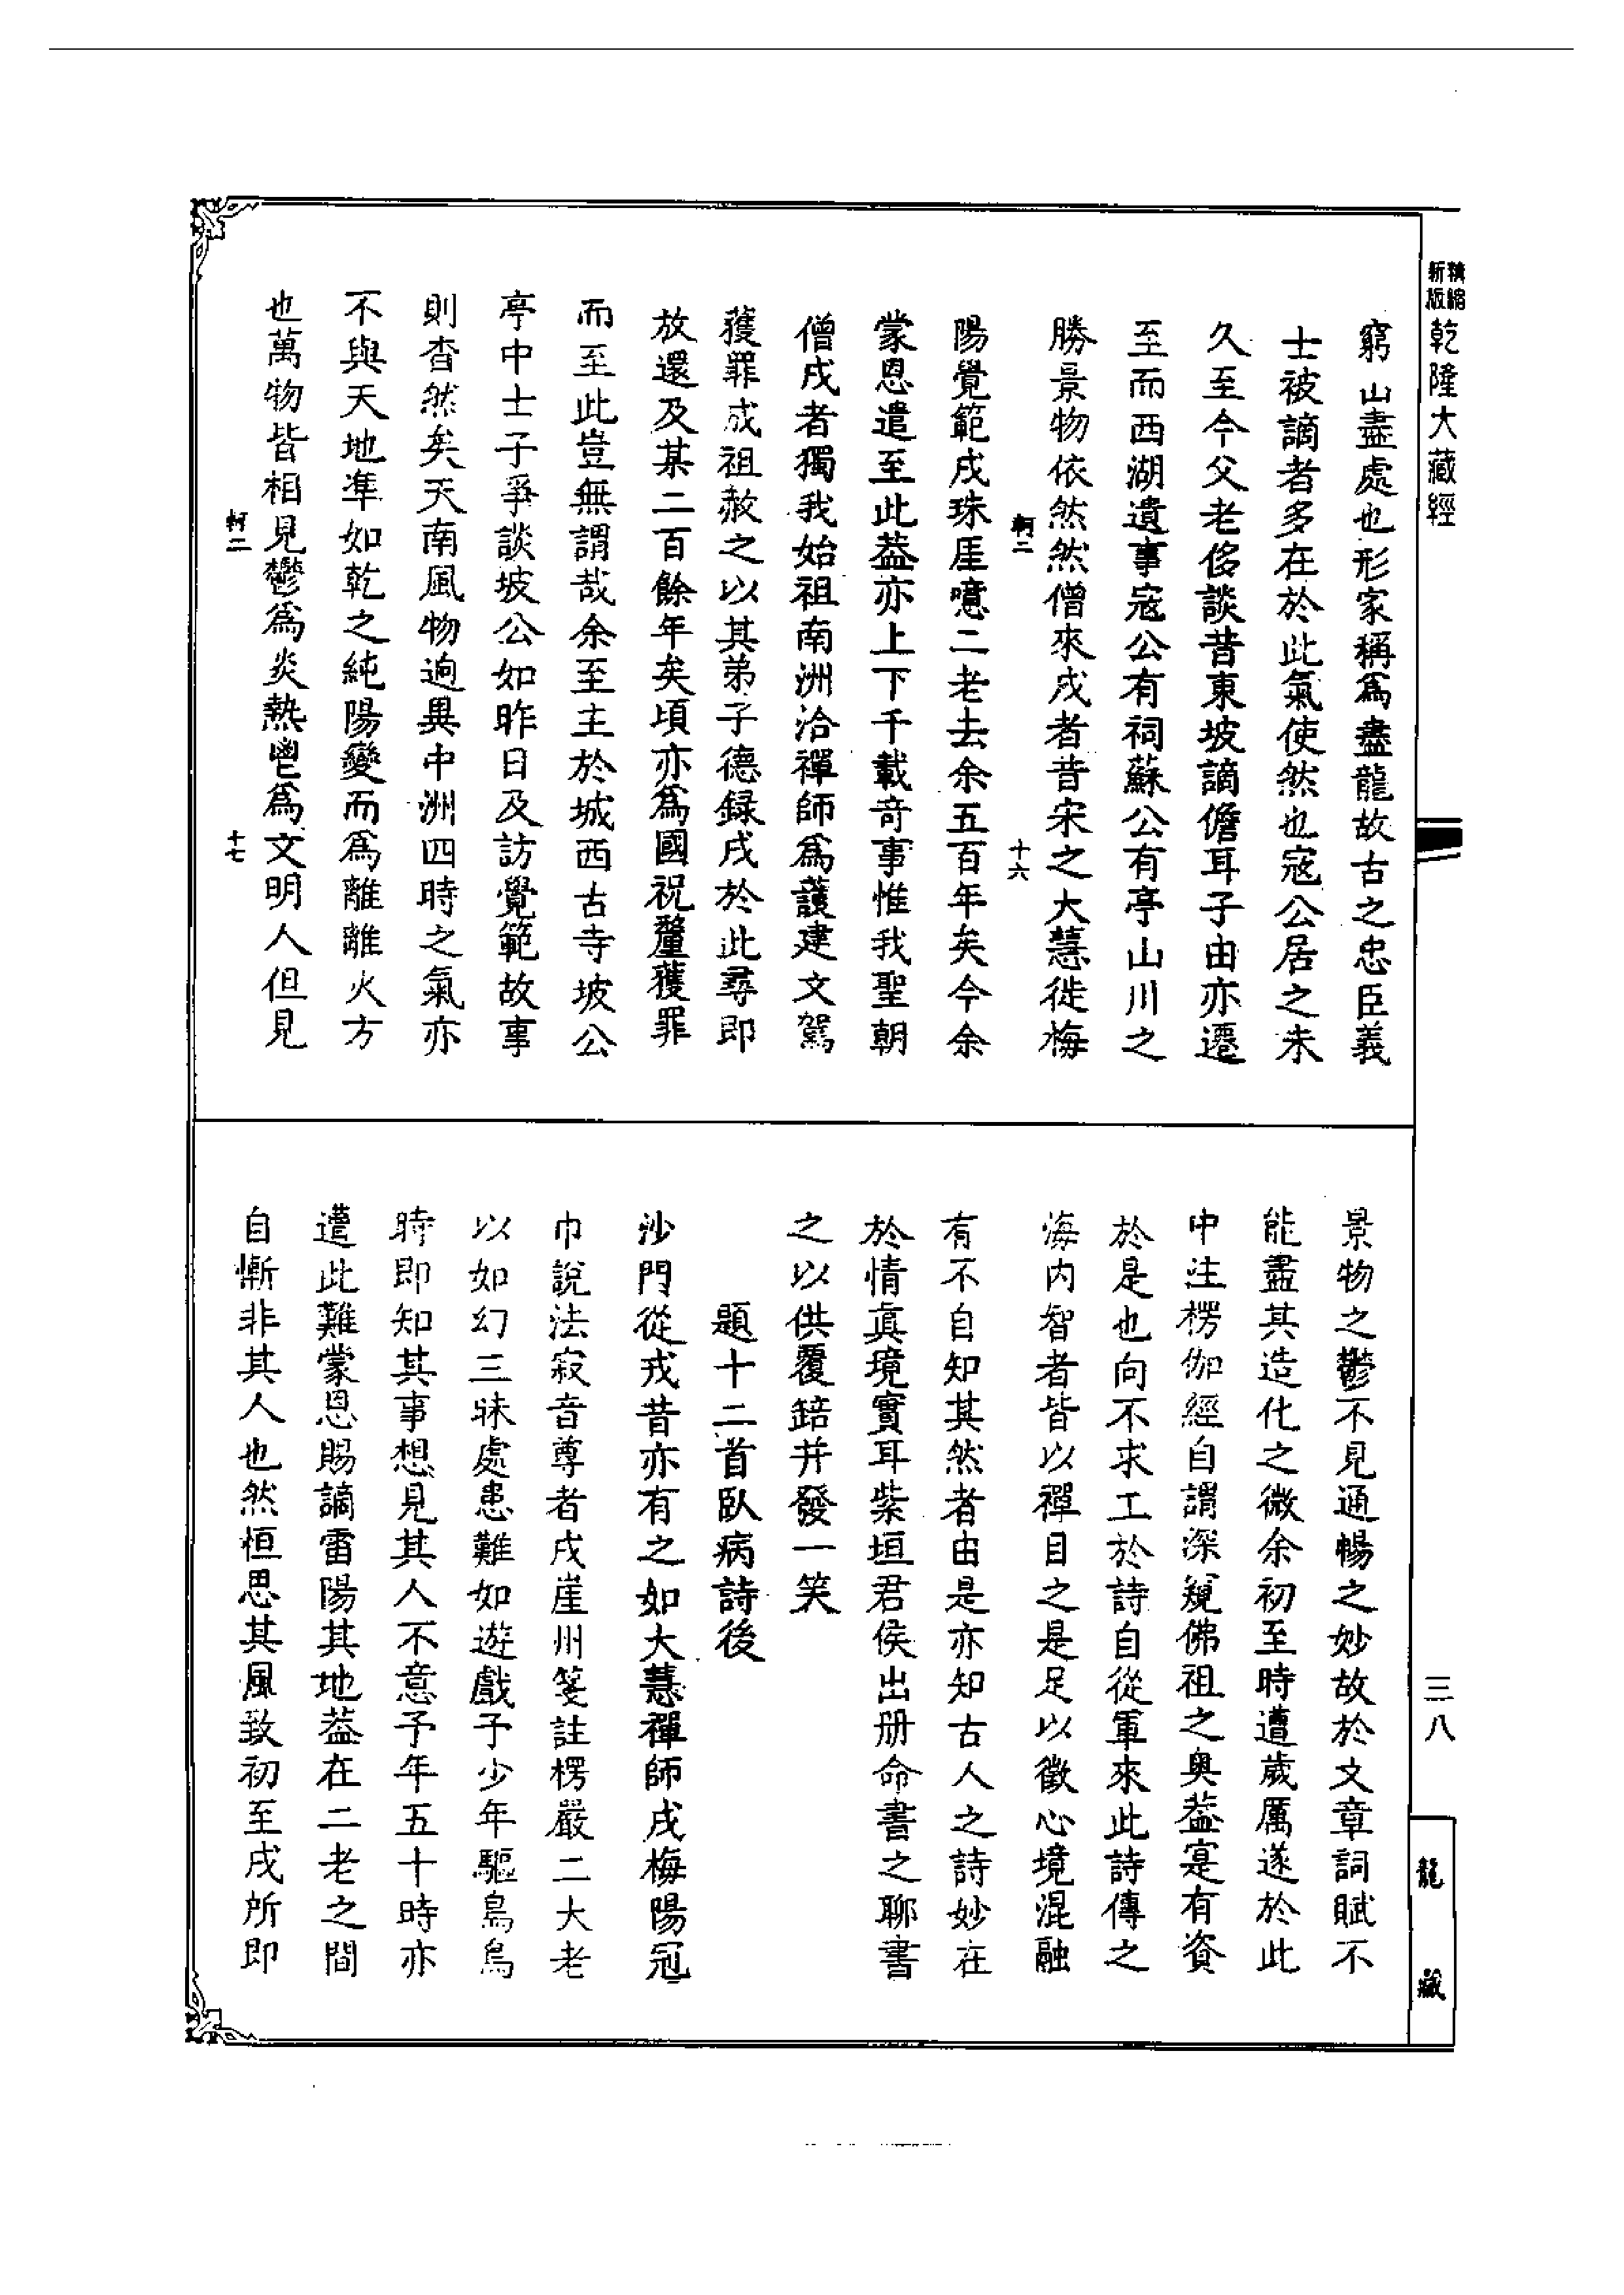 精縮新版乾隆大藏經
窮山盡處也形家稱爲盡龍故古之忠臣義
士被謫者多在於此氣使然也寇公居之未
久至今父老侈談昔東坡謫儋耳子由亦遷
至而西湖遺事寇公有祠蘇公有亭山川之
勝景物依然然僧來戍者昔宋之大慧徙梅
軻二 十六
陽覺範戍珠厓噫二老去余五百年矣今余
蒙恩遣至此葢亦上下千載奇事惟我聖朝
僧戍者獨我始祖南洲洽禪師爲護建文駕
獲罪成祖赦之以其弟子德録戍於此尋即
放還及某二百餘年矣頃亦爲國祝釐獲罪
而至此豈無謂哉余至主於城西古寺坡公
亭中士子爭談坡公如昨日及訪覺範故事
則杳然矣天南風物逈異中洲四時之氣亦
不與天地準如乾之純陽變而爲離離火方
也萬物皆相見鬱爲炎熱鬯爲文明人但見
軻二 十七
景物之鬱不見通暢之妙故於文章詞賦不
能盡其造化之微余初至時遭歲厲遂於此
中注楞伽經自謂深窺佛祖之奥葢寔有資
於是也向不求工於詩自從軍來此詩傳之
海内智者皆以禪目之是足以徵心境混融
有不自知其然者由是亦知古人之詩妙在
於情真境實耳柴垣君侯出册命書之聊書
之以供覆䤃并發一笑
題十二首臥病詩後
沙門從戎昔亦有之如大慧禪師戍梅陽冠
巾說法寂音尊者戍崖州箋註楞嚴二大老
以如幻三昧處患難如遊戲予少年驅烏烏
時即知其事想見其人不意予年五十時亦
遭此難蒙恩賜謫雷陽其地葢在二老之間
自慚非其人也然恒思其風致初至戍所即
三八
龍藏